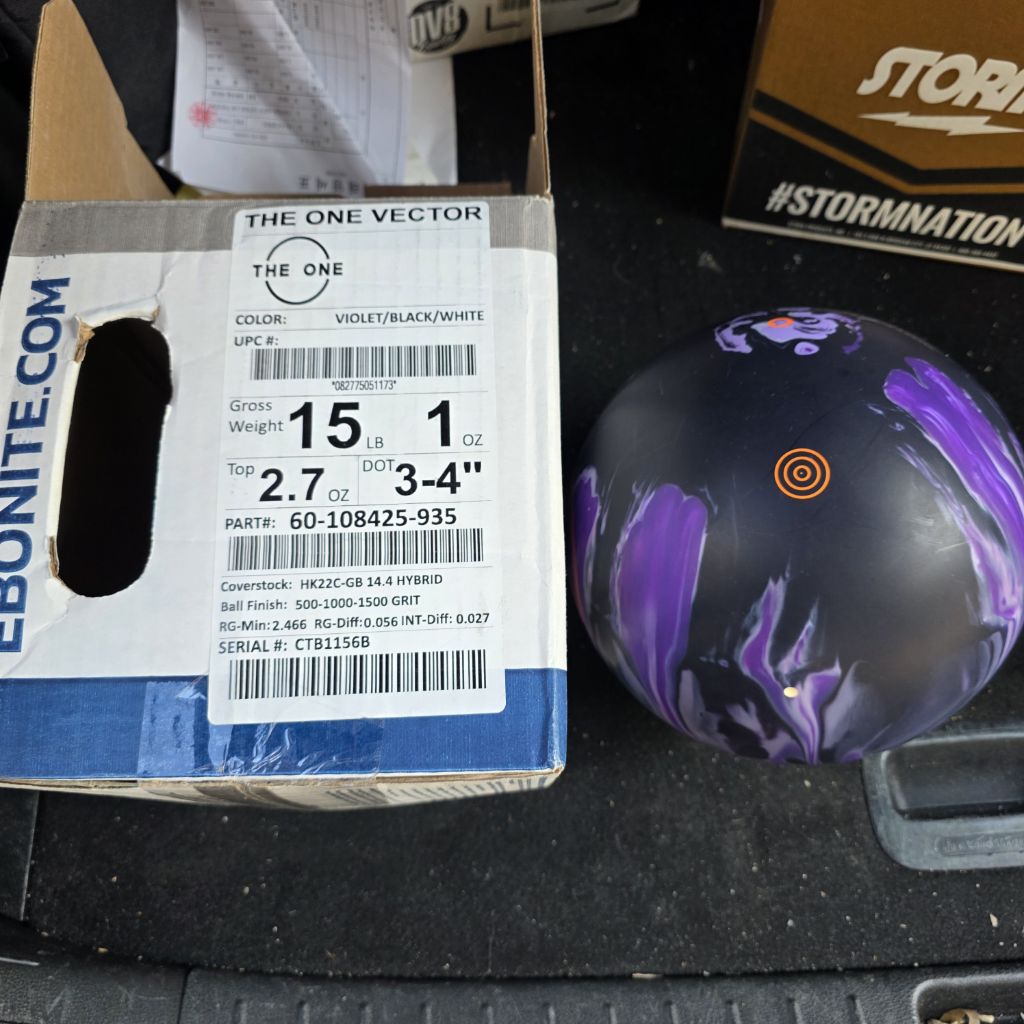 DV8
STORM
#STORMNATION
EBONITE.COM
THE ONE VECTOR
THE ONE
COLOR: VIOLET/BLACK/WHITE
UPC #:
*082775051173*
Gross Weight 15 LB 1 OZ
Top 2.7 OZ DOT 3-4"
PART#: 60-108425-935
Coverstock: HK22C-GB 14.4 HYBRID
Ball Finish: 500-1000-1500 GRIT
RG-Min: 2.466 RG-Diff: 0.056 INT-Diff: 0.027
SERIAL #: CTB1156B